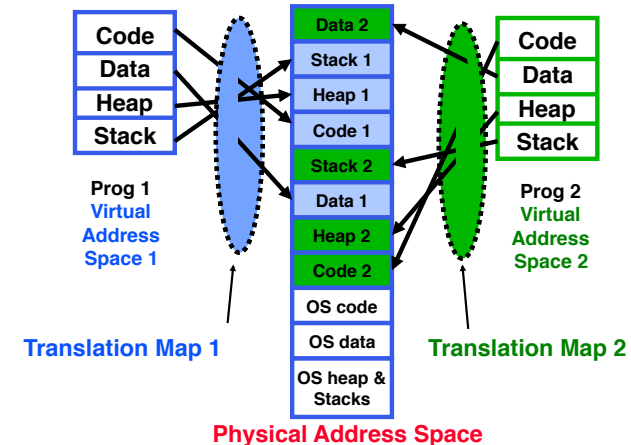 Code
Data
Heap
Stack
Prog 1
Virtual
Address
Space 1
Translation Map 1
Data 2
Stack 1
Heap 1
Code 1
Stack 2
Data 1
Heap 2
Code 2
OS code
OS data
OS heap &
Stacks
Physical Address Space
Code
Data
Heap
Stack
Prog 2
Virtual
Address
Space 2
Translation Map 2